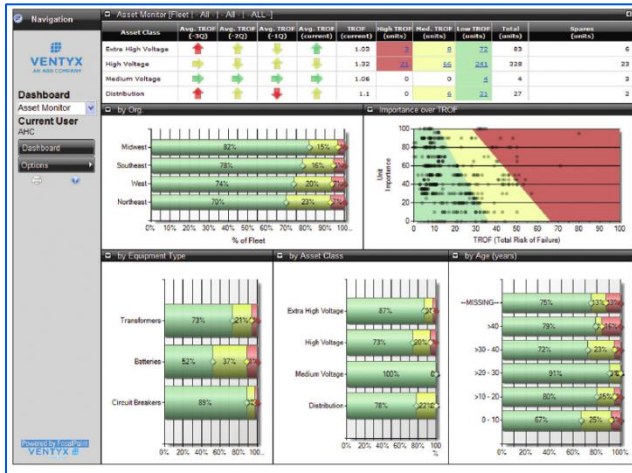 Navigation
Asset Monitor [Fleet | - All - | - All - | -ALL-]
VENTYX
AN ABB COMPANY
Dashboard
Asset Monitor
Current User
AHC
Dashboard
Options
Asset Class Avg. TROF (-3Q) Avg. TROF (-2Q) Avg. TROF (-1Q) Avg. TROF (current) TROF (current) High TROF (units) Med. TROF (units) Low TROF (units) Total (units) Spares (units)
Extra High Voltage 1.03 3 8 72 83 6
High Voltage 1.32 21 66 241 328 23
Medium Voltage 1.06 0 0 4 4 3
Distribution 1.1 0 6 21 27 2
by Org.
Midwest 82% 15%
Southeast 78% 16%
West 74% 20%
Northeast 70% 23%
0% 10% 20% 30% 40% 50% 60% 70% 80% 90% 100...
% of Fleet
Importance over TROF
Unit Importance
100
80
60
40
20
0
0 10 20 30 40 50 60 70 80 90 100
TROF (Total Risk of Failure)
by Equipment Type
Transformers 73% 21%
Batteries 52% 37%
Circuit Breakers 89%
0% 20% 40% 60% 80% 100...
by Asset Class
Extra High Voltage 87%
High Voltage 73% 20%
Medium Voltage 100%
Distribution 78% 22%
0% 20% 40% 60% 80% 100
%
by Age (years)
--MISSING-- 75% 13%
>40 79% 16%
>30 - 40 72% 23%
>20 - 30 91%
>10 - 20 80% 15%
0 - 10 67% 25%
0% 20% 40% 60% 80% 100...
Powered by FocalPoint
VENTYX